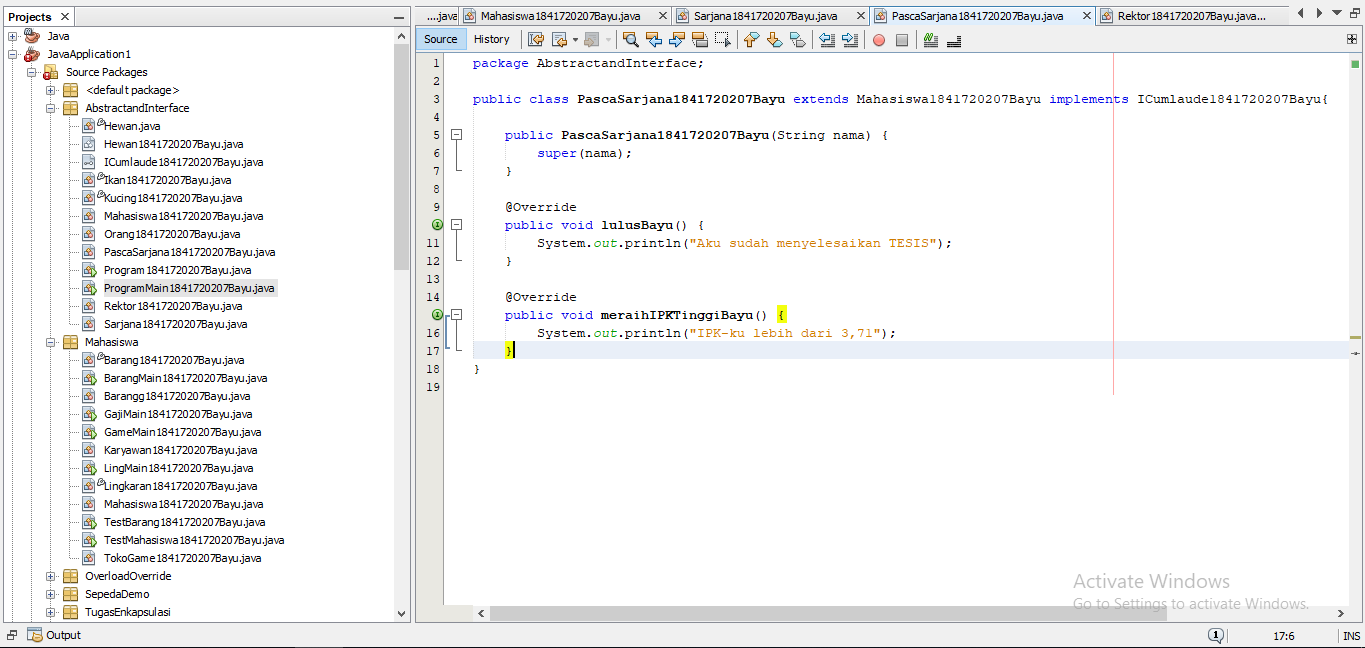 Projects
Java
JavaApplication1
Source Packages
<default package>
AbstractandInterface
Hewan.java
Hewan1841720207Bayu.java
ICumlaude1841720207Bayu.java
Ikan1841720207Bayu.java
Kucing1841720207Bayu.java
Mahasiswa1841720207Bayu.java
Orang1841720207Bayu.java
PascaSarjana1841720207Bayu.java
Program1841720207Bayu.java
ProgramMain1841720207Bayu.java
Rektor1841720207Bayu.java
Sarjana1841720207Bayu.java
Mahasiswa
Barang1841720207Bayu.java
BarangMain1841720207Bayu.java
Barangg1841720207Bayu.java
GajiMain1841720207Bayu.java
GameMain1841720207Bayu.java
Karyawan1841720207Bayu.java
LingMain1841720207Bayu.java
Lingkaran1841720207Bayu.java
Mahasiswa1841720207Bayu.java
TestBarang1841720207Bayu.java
TestMahasiswa1841720207Bayu.java
TokoGame1841720207Bayu.java
OverloadOverride
SepedaDemo
TugasEnkapsulasi
....java Mahasiswa1841720207Bayu.java Sarjana1841720207Bayu.java PascaSarjana1841720207Bayu.java Rektor1841720207Bayu.java...
Source History
1 package AbstractandInterface;
2
3 public class PascaSarjana1841720207Bayu extends Mahasiswa1841720207Bayu implements ICumlaude1841720207Bayu{
4
5 public PascaSarjana1841720207Bayu(String nama) {
6 super(nama);
7 }
8
9 @Override
public void lulusBayu() {
11 System.out.println("Aku sudah menyelesaikan TESIS");
12 }
13
14 @Override
public void meraihIPKTinggiBayu() {
16 System.out.println("IPK-ku lebih dari 3,71");
17 }
18 }
19
Activate Windows
Go to Settings to activate Windows.
Output
1
17:6
INS